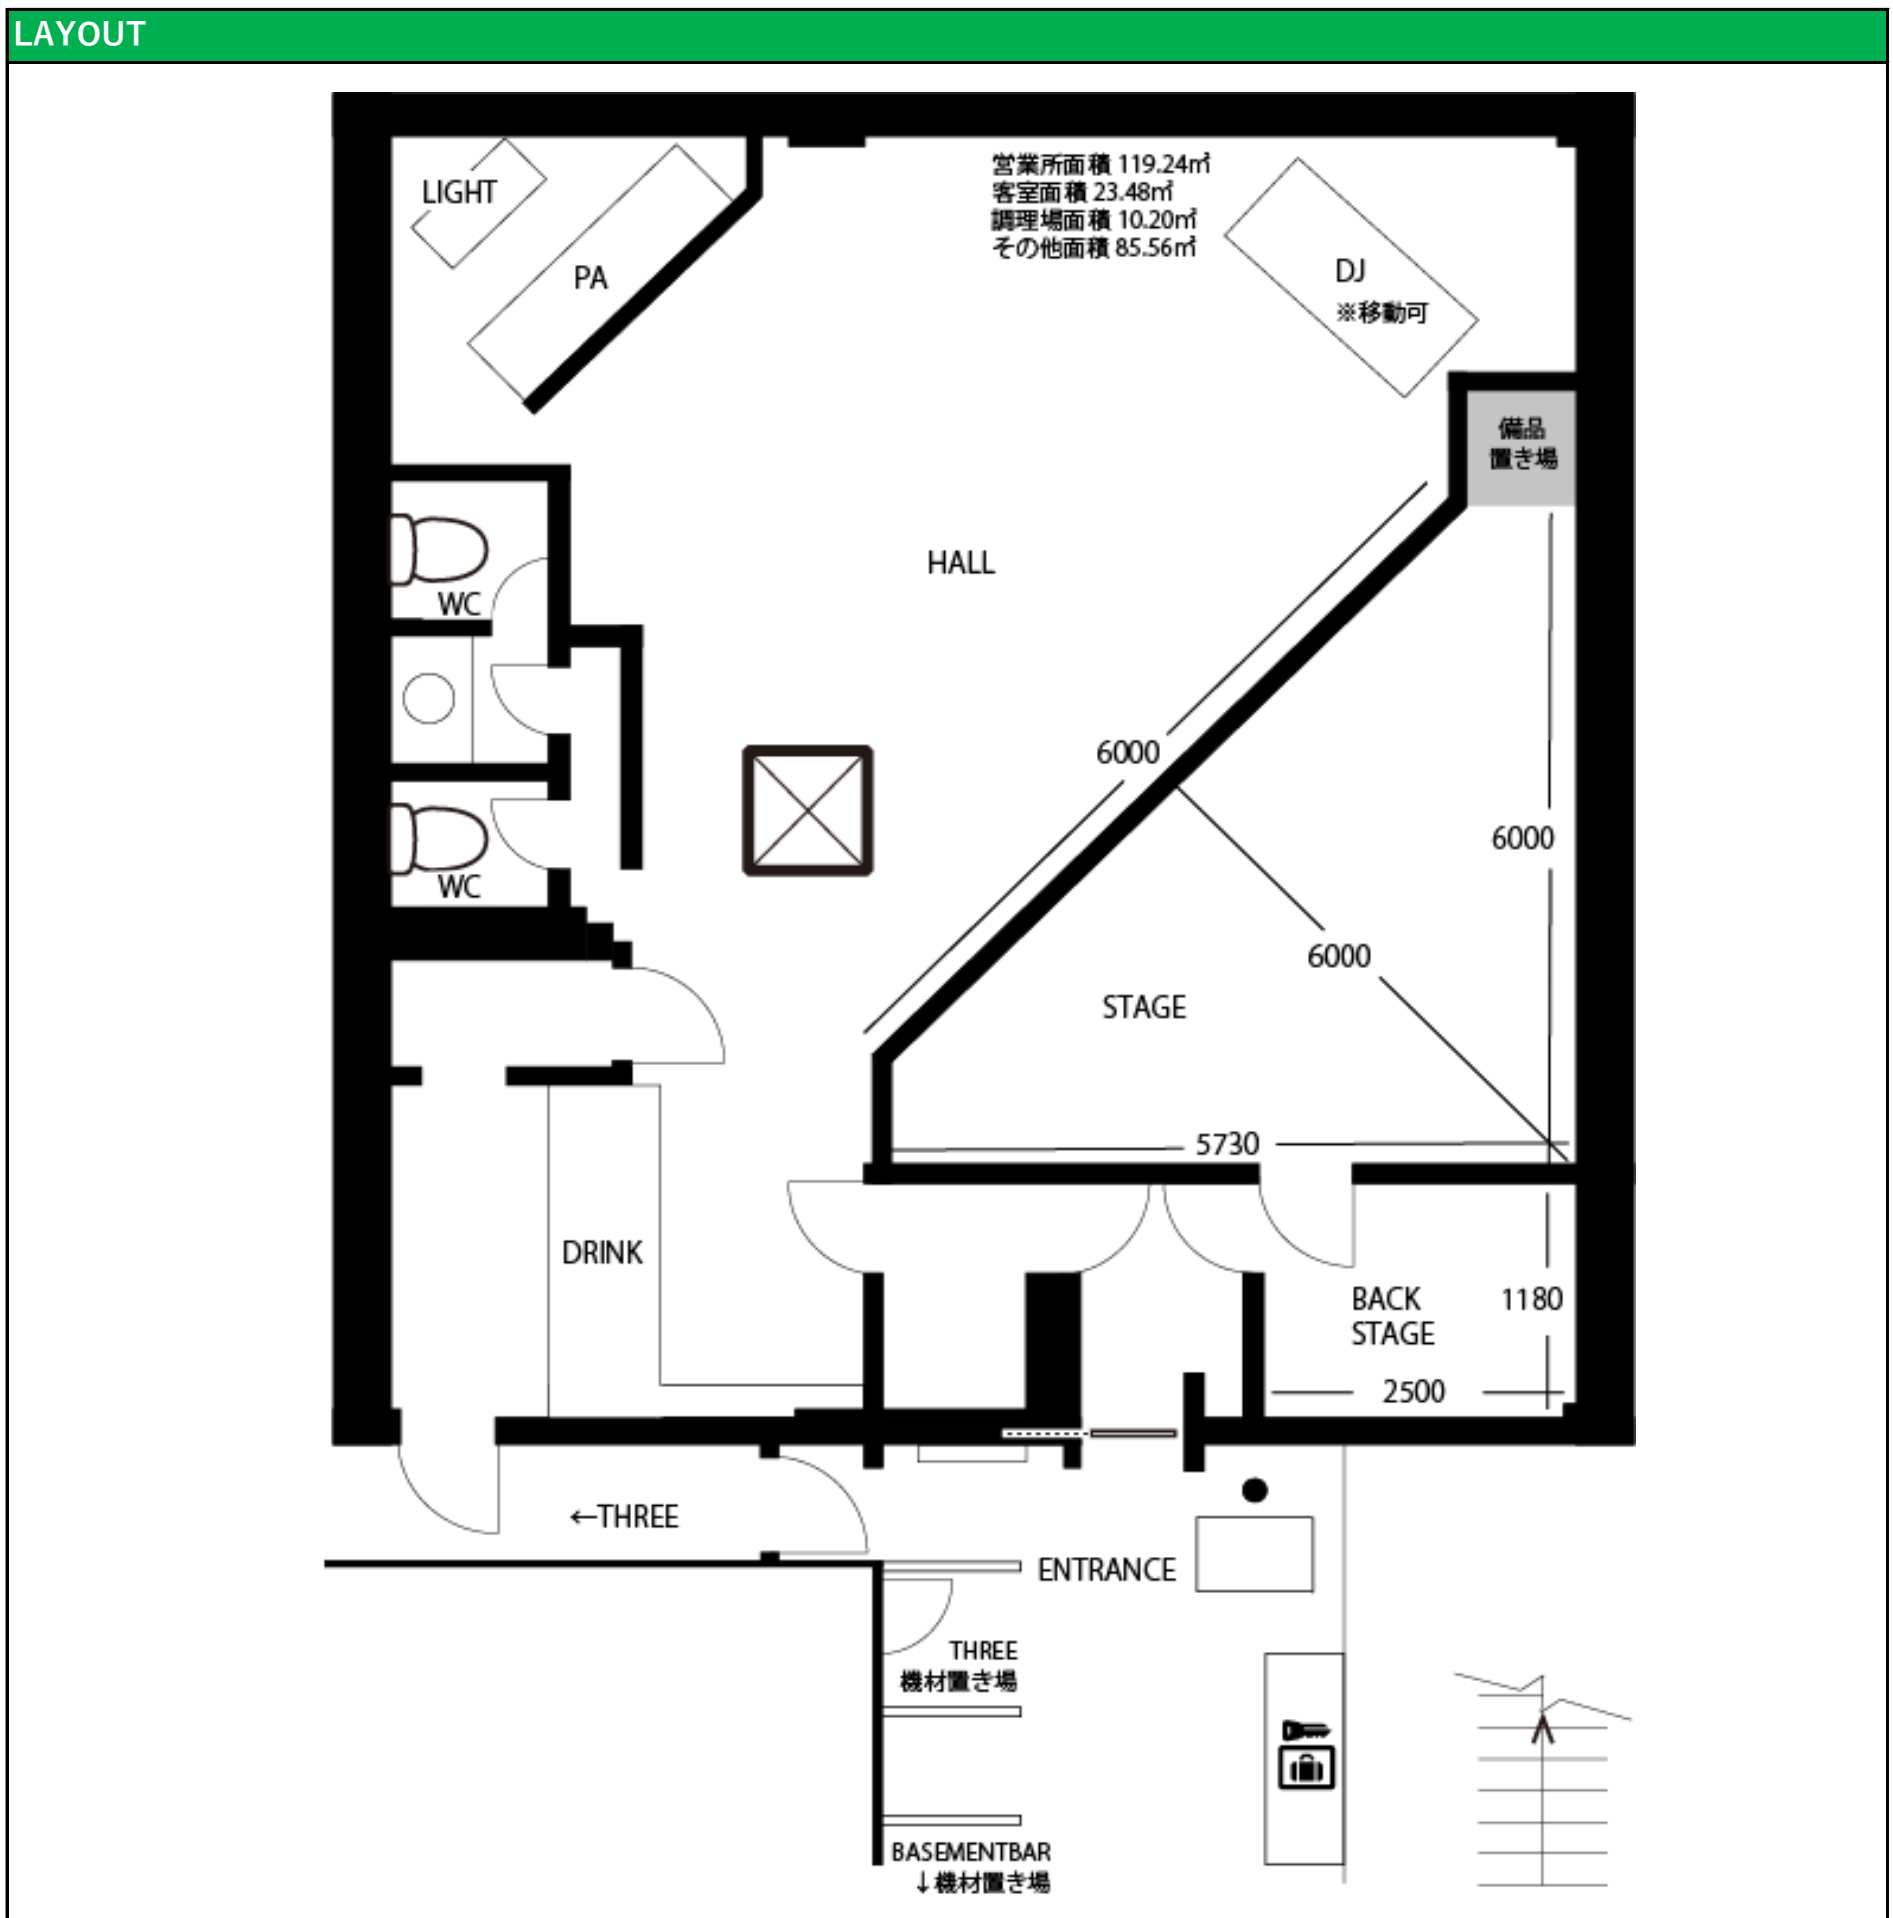 LAYOUT
LIGHT
PA
営業所面積 119.24㎡
客室面積 23.48㎡
調理場面積 10.20㎡
その他面積 85.56㎡
DJ
※移動可
備品
置き場
HALL
WC
6000
6000
WC
6000
STAGE
5730
DRINK
BACK
STAGE
1180
2500
←THREE
ENTRANCE
THREE
機材置き場
BASEMENTBAR
↓機材置き場